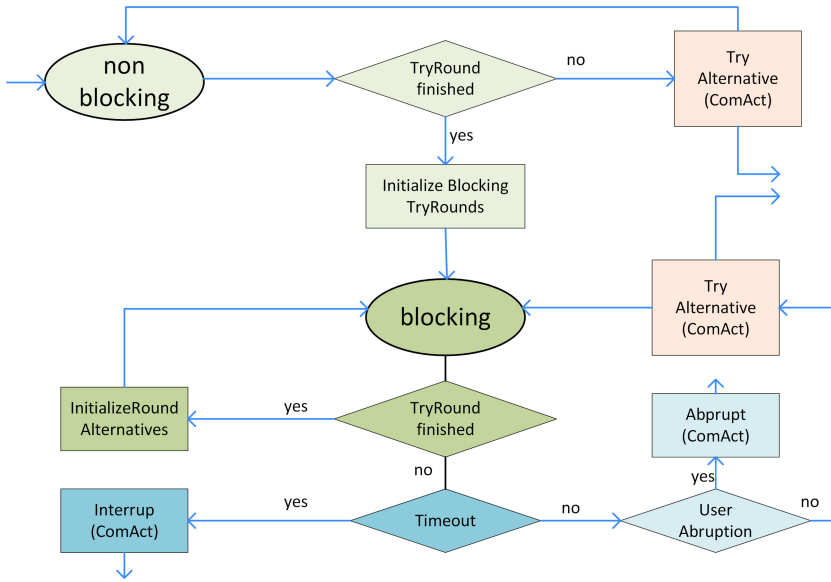 non
blocking
TryRound
finished
no
Try
Alternative
(ComAct)
yes
Initialize Blocking
TryRounds
blocking
Try
Alternative
(ComAct)
InitializeRound
Alternatives
yes
TryRound
finished
Abprupt
(ComAct)
no
yes
Interrup
(ComAct)
yes
Timeout
no
User
Abruption
no